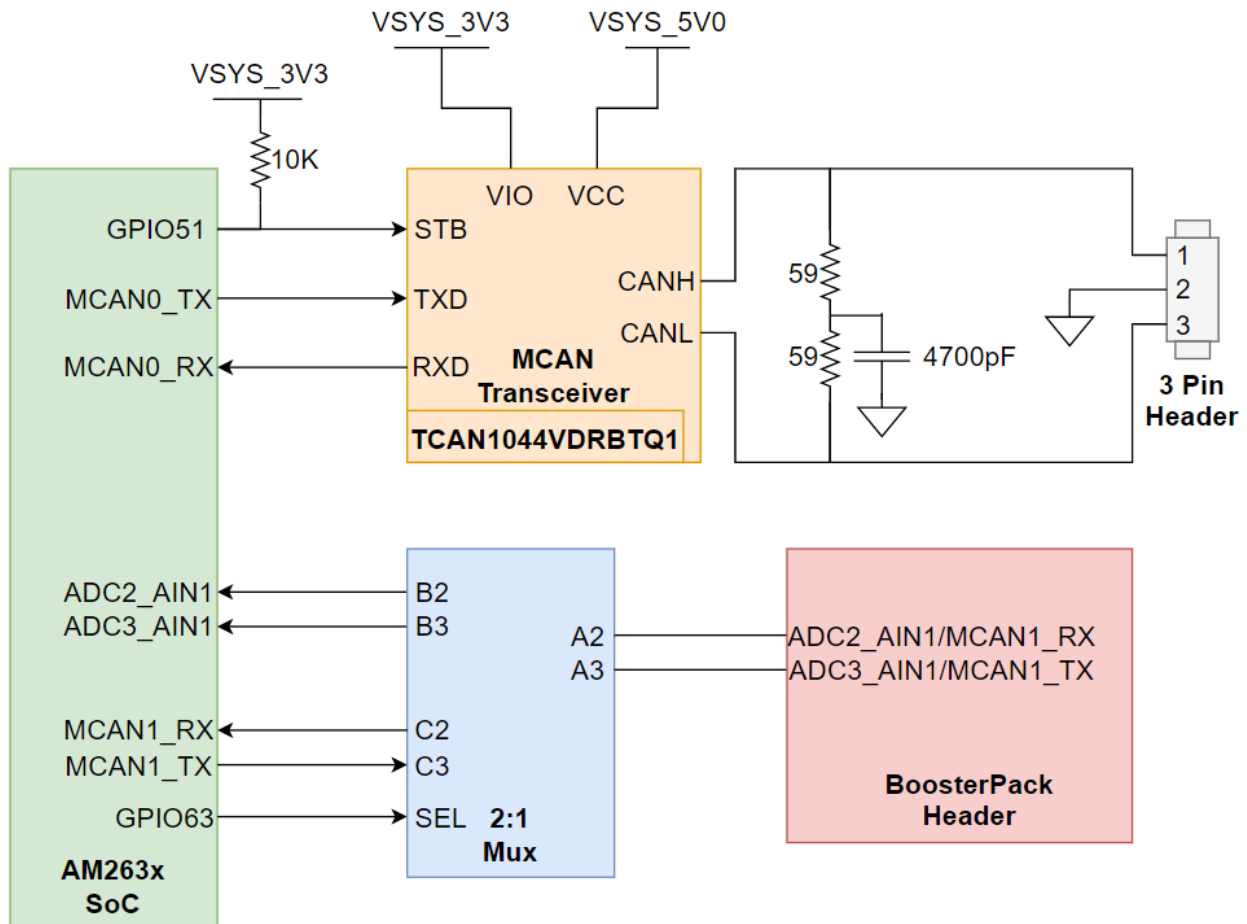 VSYS_3V3
VSYS_5V0
VSYS_3V3
10K
VIO
VCC
GPIO51
STB
MCAN0_TX
TXD
MCAN0_RX
RXD
CANH
CANL
MCAN
Transceiver
TCAN1044VDRBTQ1
59
59
4700pF
1
2
3
3 Pin
Header
ADC2_AIN1
B2
ADC3_AIN1
B3
A2
ADC2_AIN1/MCAN1_RX
A3
ADC3_AIN1/MCAN1_TX
MCAN1_RX
C2
MCAN1_TX
C3
GPIO63
SEL
2:1
Mux
BoosterPack
Header
AM263x
SoC